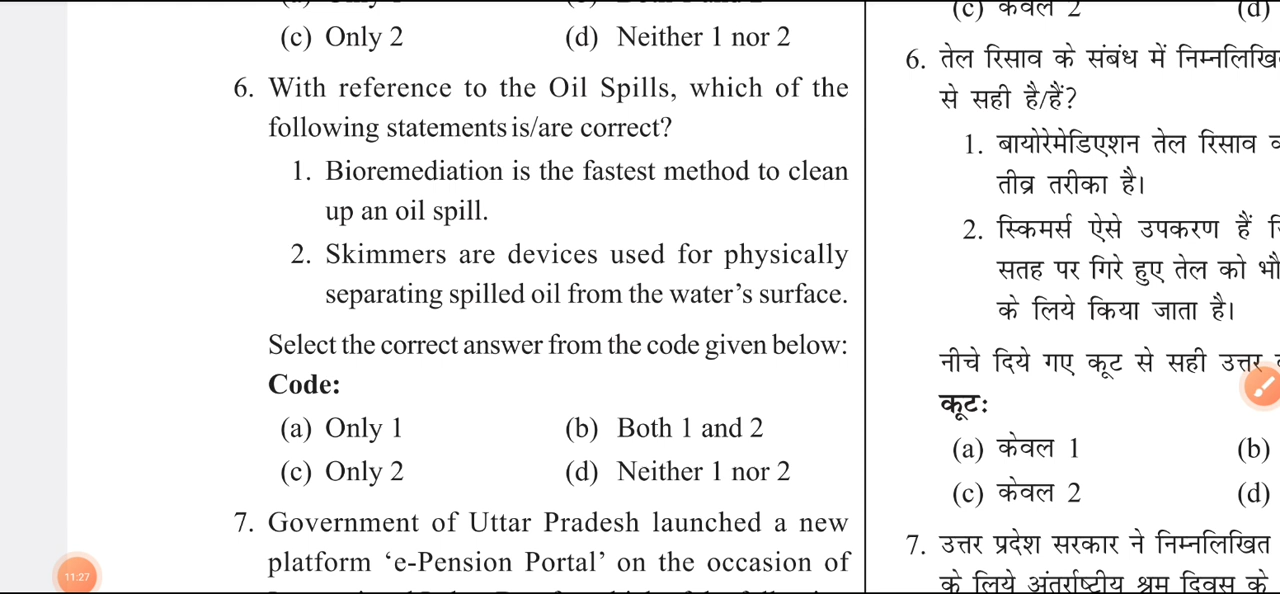 (c) Only 2 (d) Neither 1 nor 2
6. With reference to the Oil Spills, which of the
following statements is/are correct?
1. Bioremediation is the fastest method to clean
up an oil spill.
2. Skimmers are devices used for physically
separating spilled oil from the water’s surface.
Select the correct answer from the code given below:
Code:
(a) Only 1 (b) Both 1 and 2
(c) Only 2 (d) Neither 1 nor 2
7. Government of Uttar Pradesh launched a new
platform ‘e-Pension Portal’ on the occasion of
11:27
(c) केवल 2 (d)
6. तेल रिसाव के संबंध में
से सही है/हैं?
1. बायोरेमेडिएशन तेल रिसाव
तीव्र तरीका है।
2. स्किमर्स ऐसे उपकरण हैं
सतह पर गिरे हुए तेल को
के लिये किया जाता है।
नीचे दिये गए कूट से सही उत्तर
कूटः
(a) केवल 1 (b)
(c) केवल 2 (d)
7. उत्तर प्रदेश सरकार ने निम्नलिखित
के लिये अंतर्राष्ट्रीय श्रम दिवस के